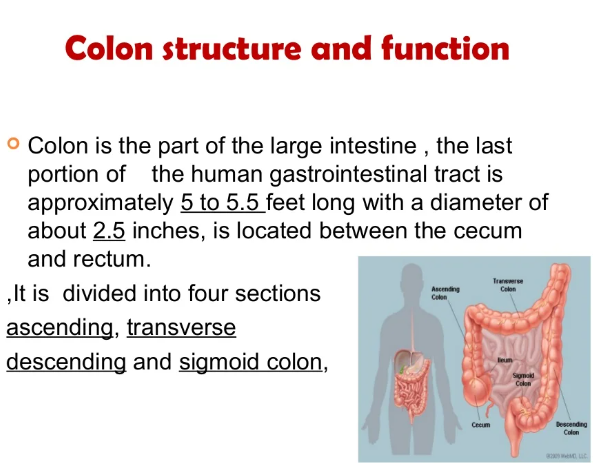 Colon structure and function
Colon is the part of the large intestine , the last
portion of the human gastrointestinal tract is
approximately 5 to 5.5 feet long with a diameter of
about 2.5 inches, is located between the cecum
and rectum.
,It is divided into four sections
ascending, transverse
descending and sigmoid colon,
Ascending
Colon
Transverse
Colon
Ileum
Sigmoid
Colon
Cecum
Descending
Colon